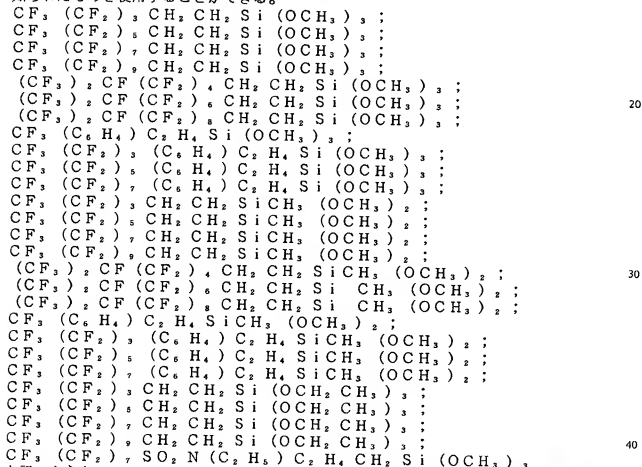 CF₃(CF₂)₃CH₂CH₂Si(OCH₃)₃;
CF₃(CF₂)₅CH₂CH₂Si(OCH₃)₃;
CF₃(CF₂)₇CH₂CH₂Si(OCH₃)₃;
CF₃(CF₂)₉CH₂CH₂Si(OCH₃)₃;
(CF₃)₂CF(CF₂)₄CH₂CH₂Si(OCH₃)₃;
(CF₃)₂CF(CF₂)₆CH₂CH₂Si(OCH₃)₃; 20
(CF₃)₂CF(CF₂)₈CH₂CH₂Si(OCH₃)₃;
CF₃(C₆H₄)C₂H₄Si(OCH₃)₃;
CF₃(CF₂)₃(C₆H₄)C₂H₄Si(OCH₃)₃;
CF₃(CF₂)₅(C₆H₄)C₂H₄Si(OCH₃)₃;
CF₃(CF₂)₇(C₆H₄)C₂H₄Si(OCH₃)₃;
CF₃(CF₂)₃CH₂CH₂SiCH₃(OCH₃)₂;
CF₃(CF₂)₅CH₂CH₂SiCH₃(OCH₃)₂;
CF₃(CF₂)₇CH₂CH₂SiCH₃(OCH₃)₂;
CF₃(CF₂)₉CH₂CH₂SiCH₃(OCH₃)₂;
(CF₃)₂CF(CF₂)₄CH₂CH₂SiCH₃(OCH₃)₂; 30
(CF₃)₂CF(CF₂)₆CH₂CH₂Si CH₃(OCH₃)₂;
(CF₃)₂CF(CF₂)₈CH₂CH₂Si CH₃(OCH₃)₂;
CF₃(C₆H₄)C₂H₄SiCH₃(OCH₃)₂;
CF₃(CF₂)₃(C₆H₄)C₂H₄SiCH₃(OCH₃)₂;
CF₃(CF₂)₅(C₆H₄)C₂H₄SiCH₃(OCH₃)₂;
CF₃(CF₂)₇(C₆H₄)C₂H₄SiCH₃(OCH₃)₂;
CF₃(CF₂)₃CH₂CH₂Si(OCH₂CH₃)₃;
CF₃(CF₂)₅CH₂CH₂Si(OCH₂CH₃)₃;
CF₃(CF₂)₇CH₂CH₂Si(OCH₂CH₃)₃;
CF₃(CF₂)₉CH₂CH₂Si(OCH₂CH₃)₃; 40
CF₃(CF₂)₇SO₂N(C₂H₅)C₂H₄CH₂Si(OCH₃)₃